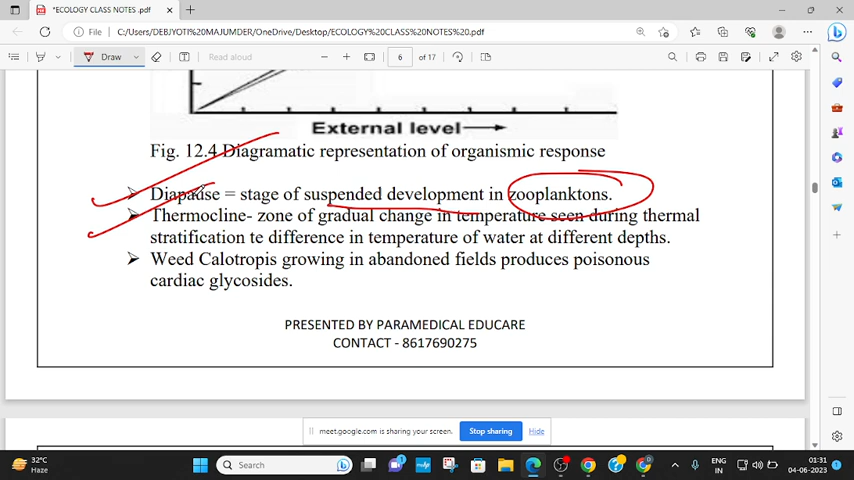 *ECOLOGY CLASS NOTES .pdf
File
C:/Users/DEBJYOTI%20MAJUMDER/OneDrive/Desktop/ECOLOGY%20CLASS%20NOTES%20.pdf
Draw
Read aloud
6
of 17
External level
Fig. 12.4 Diagramatic representation of organismic response
Diapause = stage of suspended development in zooplanktons.
Thermocline- zone of gradual change in temperature seen during thermal
stratification te difference in temperature of water at different depths.
Weed Calotropis growing in abandoned fields produces poisonous
cardiac glycosides.
PRESENTED BY PARAMEDICAL EDUCARE
CONTACT - 8617690275
meet.google.com is sharing your screen.
Stop sharing
Hide
32°C
Haze
Search
ENG
IN
01:31
04-06-2023